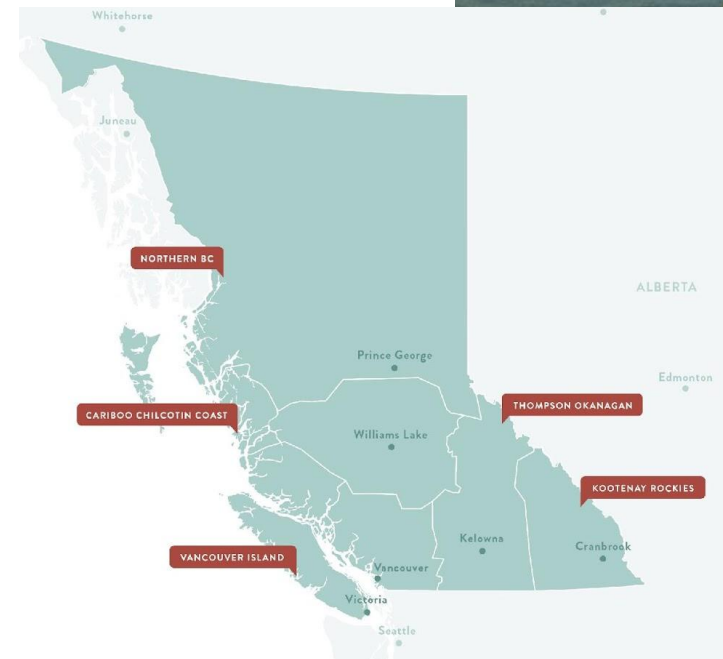 Whitehorse
Juneau
NORTHERN BC
ALBERTA
Prince George
Edmonton
THOMPSON OKANAGAN
CARIBOO CHILCOTIN COAST
Williams Lake
KOOTENAY ROCKIES
Kelowna
Cranbrook
VANCOUVER ISLAND
Vancouver
Victoria
Seattle